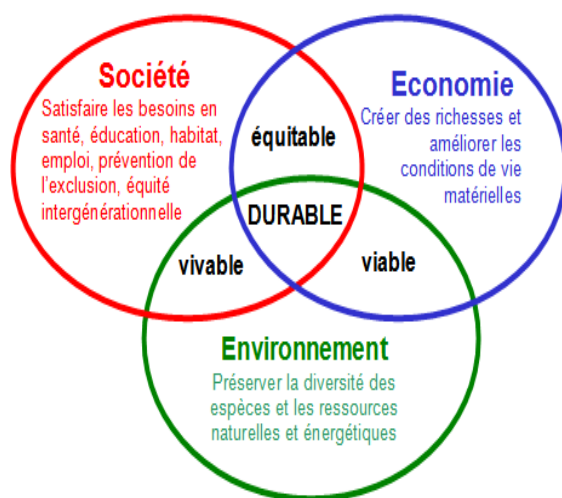 Société
Satisfaire les besoins en
santé, éducation, habitat,
emploi, prévention de
l'exclusion, équité
intergénérationnelle
Economie
Créer des richesses et
améliorer les
conditions de vie
matérielles
équitable
DURABLE
vivable
viable
Environnement
Préserver la diversité des
espèces et les ressources
naturelles et énergétiques